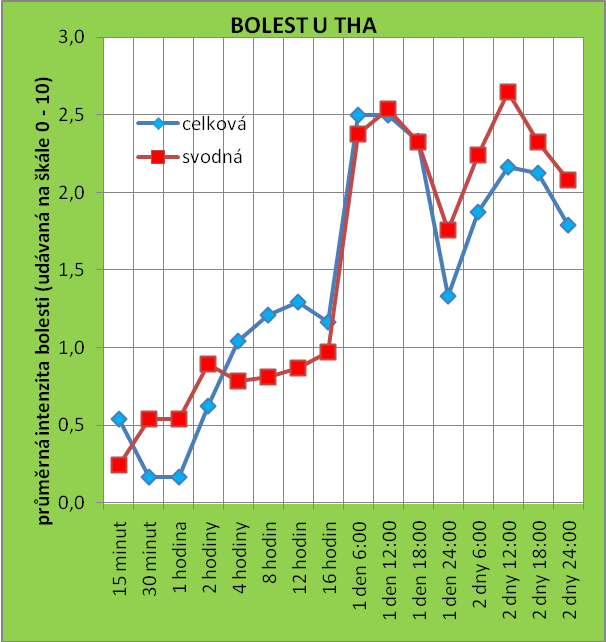 BOLEST U THA
průměrná intenzita bolesti (udávaná na škále 0 - 10)
3,0
2,5
2,0
1,5
1,0
0,5
0,0
celková
svodná
15 minut
30 minut
1 hodina
2 hodiny
4 hodiny
8 hodin
12 hodin
16 hodin
1 den 6:00
1 den 12:00
1 den 18:00
1 den 24:00
2 dny 6:00
2 dny 12:00
2 dny 18:00
2 dny 24:00